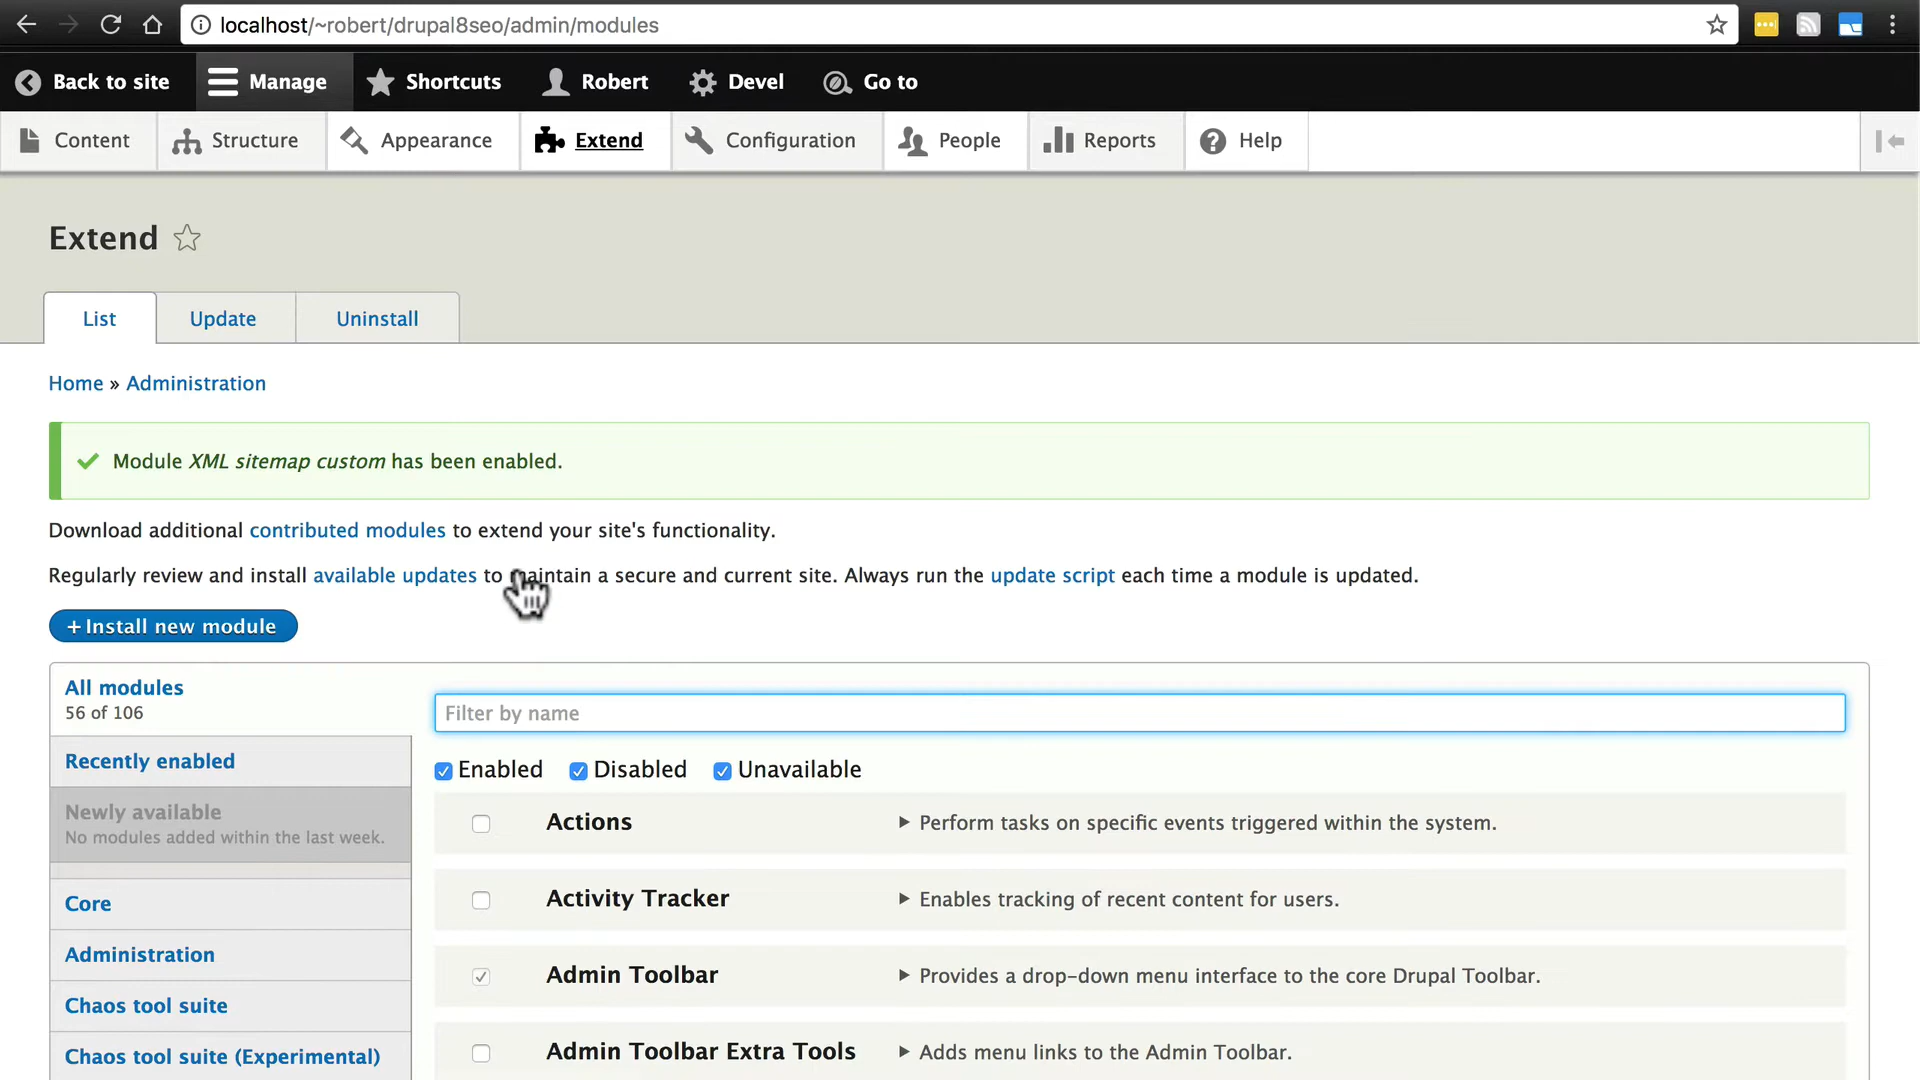 localhost/~robert/drupal8seo/admin/modules
Back to site Manage Shortcuts Robert Devel Go to
Content Structure Appearance Extend Configuration People Reports Help
Extend
List Update Uninstall
Home » Administration
Module XML sitemap custom has been enabled.
Download additional contributed modules to extend your site's functionality.
Regularly review and install available updates to maintain a secure and current site. Always run the update script each time a module is updated.
+ Install new module
All modules
56 of 106
Filter by name
Recently enabled
Enabled Disabled Unavailable
Newly available
No modules added within the last week.
Actions Perform tasks on specific events triggered within the system.
Core
Activity Tracker Enables tracking of recent content for users.
Administration
Admin Toolbar Provides a drop-down menu interface to the core Drupal Toolbar.
Chaos tool suite
Chaos tool suite (Experimental)
Admin Toolbar Extra Tools Adds menu links to the Admin Toolbar.